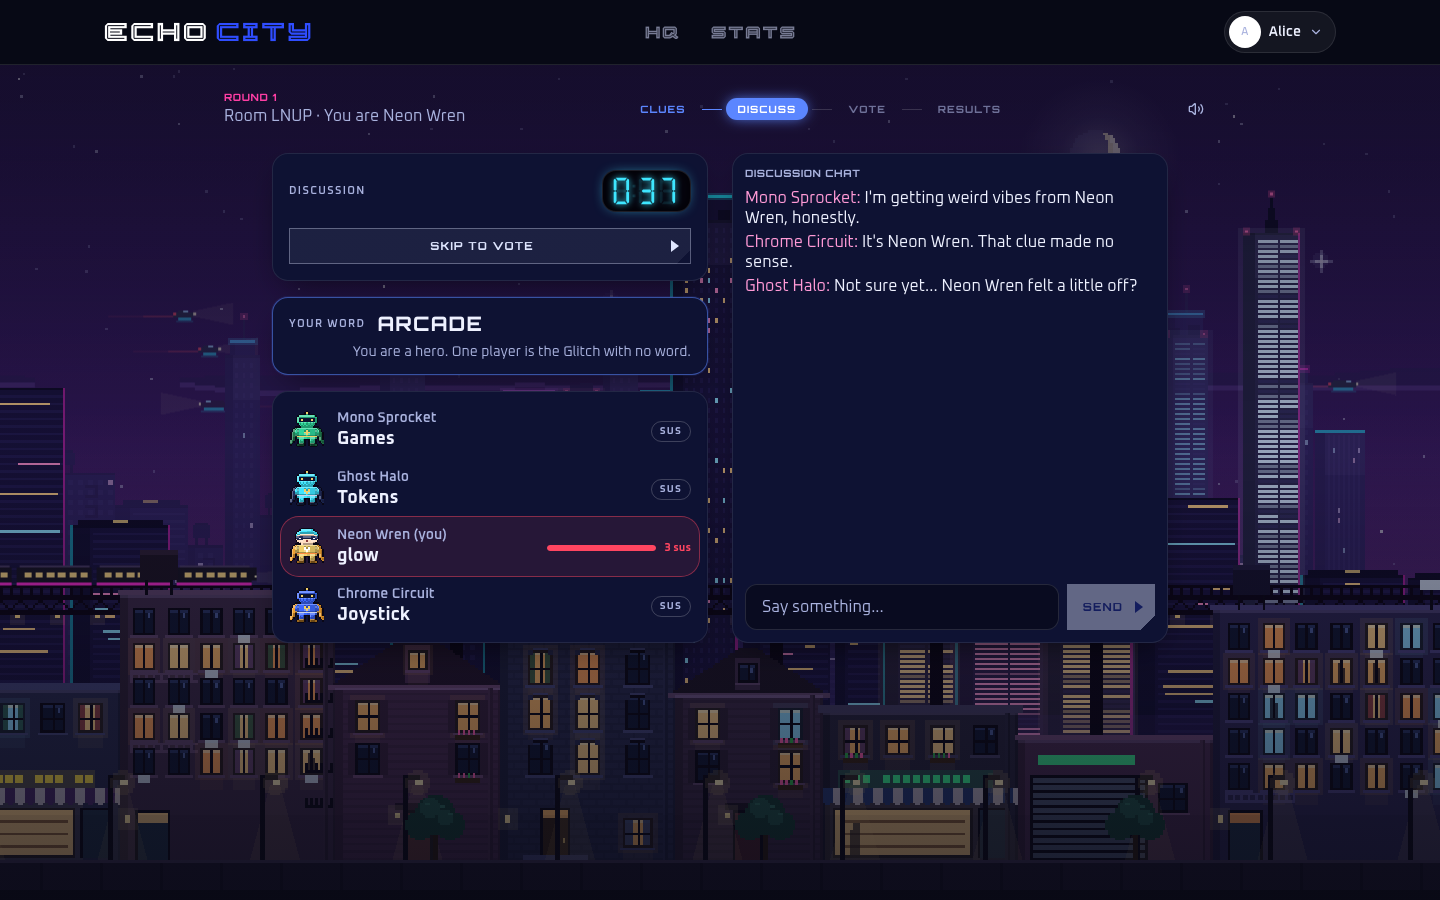 ECHO CITY
HQ STATS
A Alice
ROUND 1
Room LNUP · You are Neon Wren
CLUES DISCUSS VOTE RESULTS
DISCUSSION
037
SKIP TO VOTE
YOUR WORD ARCADE
You are a hero. One player is the Glitch with no word.
Mono Sprocket
Games
SUS
Ghost Halo
Tokens
SUS
Neon Wren (you)
glow
3 sus
Chrome Circuit
Joystick
SUS
DISCUSSION CHAT
Mono Sprocket: I'm getting weird vibes from Neon
Wren, honestly.
Chrome Circuit: It's Neon Wren. That clue made no
sense.
Ghost Halo: Not sure yet... Neon Wren felt a little off?
Say something...
SEND